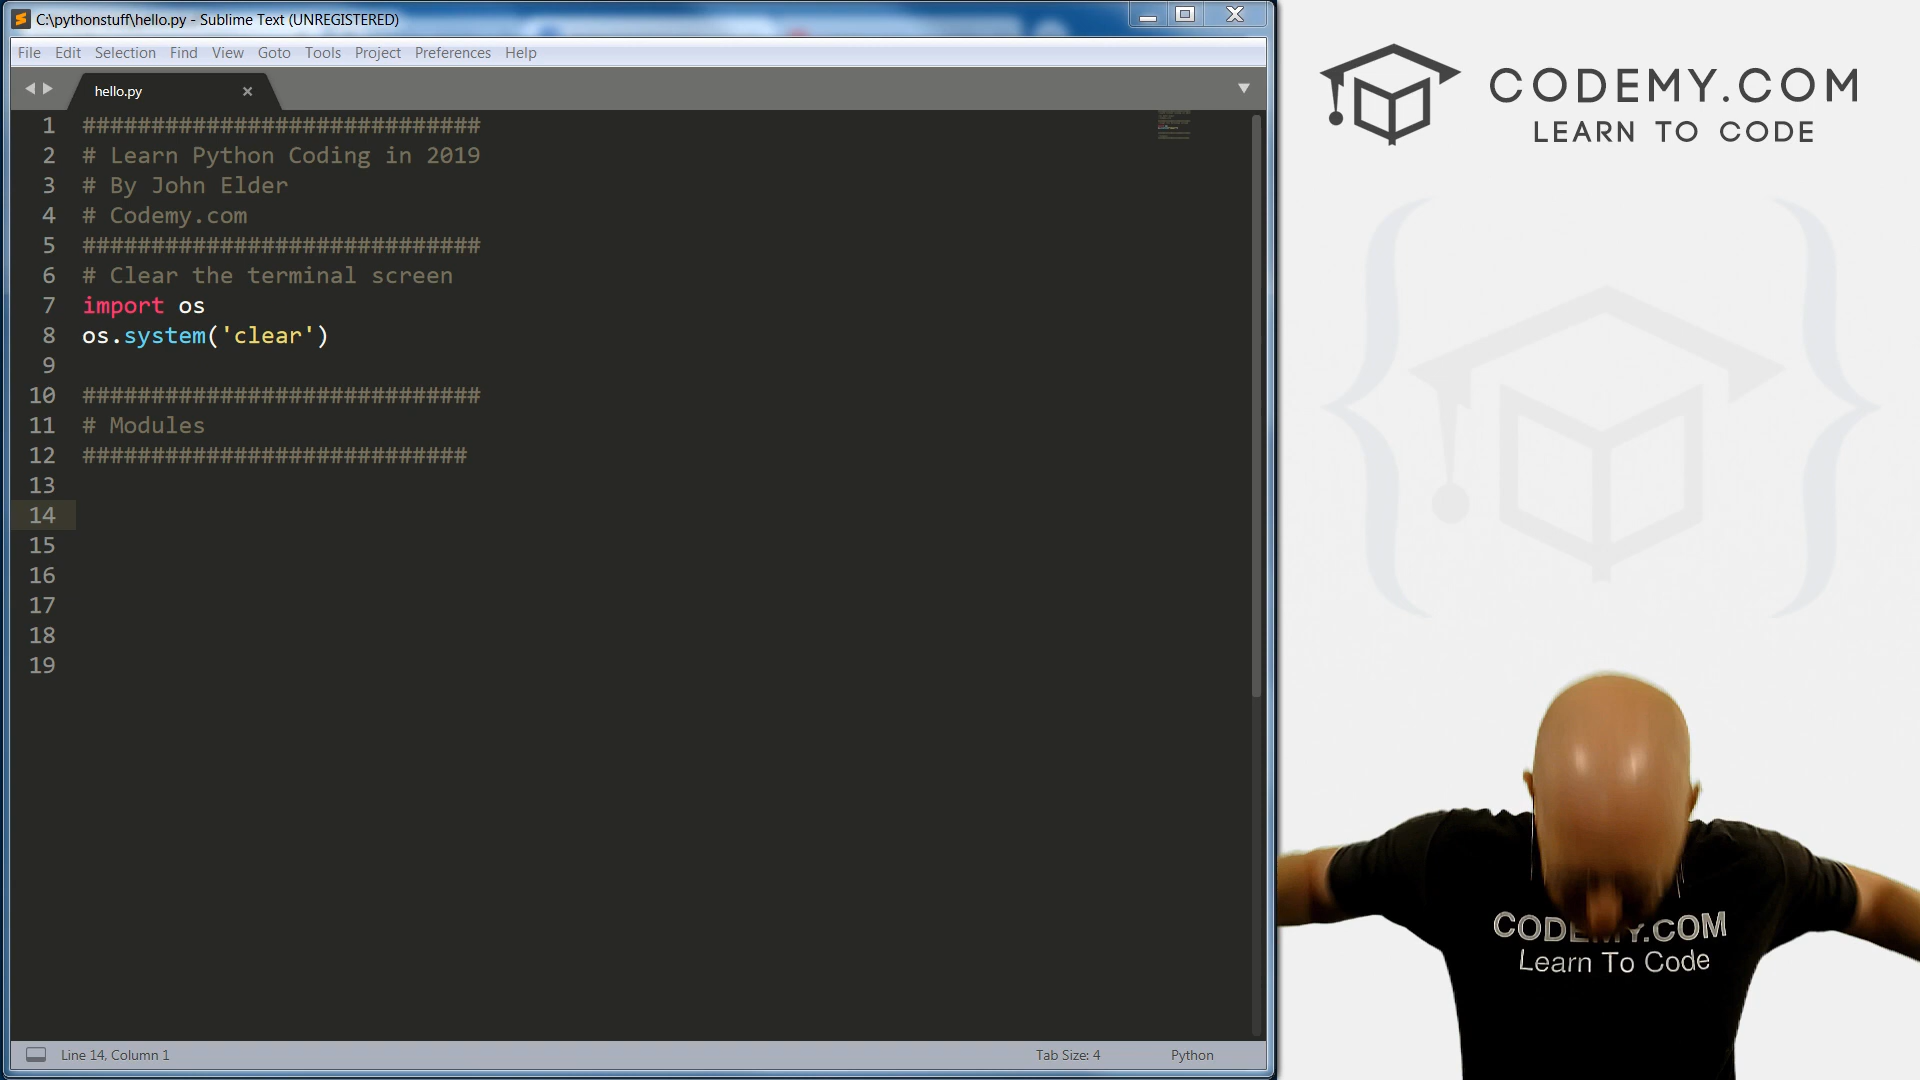 C:\pythonstuff\hello.py - Sublime Text (UNREGISTERED)
File Edit Selection Find View Goto Tools Project Preferences Help
hello.py
1 #############################
2 # Learn Python Coding in 2019
3 # By John Elder
4 # Codemy.com
5 #############################
6 # Clear the terminal screen
7 import os
8 os.system('clear')
9
10 #############################
11 # Modules
12 ############################
13
14
15
16
17
18
19
Line 14, Column 1
Tab Size: 4
Python
CODEMY.COM
LEARN TO CODE
CODEMY.COM
Learn To Code